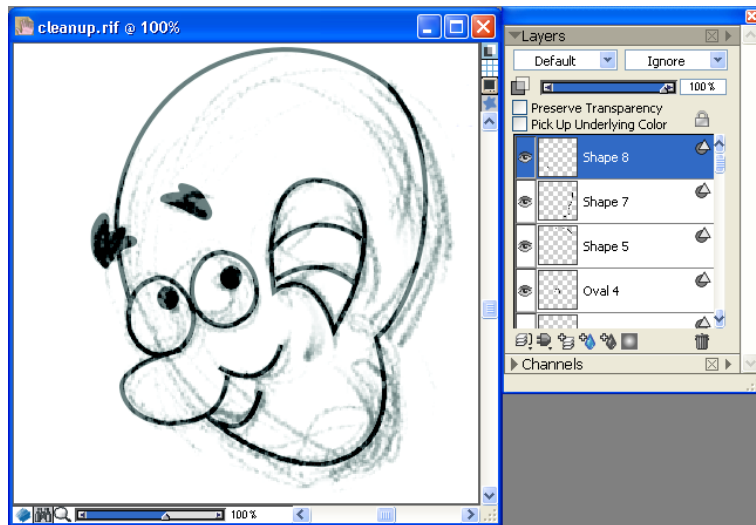 cleanup.rif @ 100%
100%
Layers
Default
Ignore
100%
Preserve Transparency
Pick Up Underlying Color
Shape 8
Shape 7
Shape 5
Oval 4
Channels